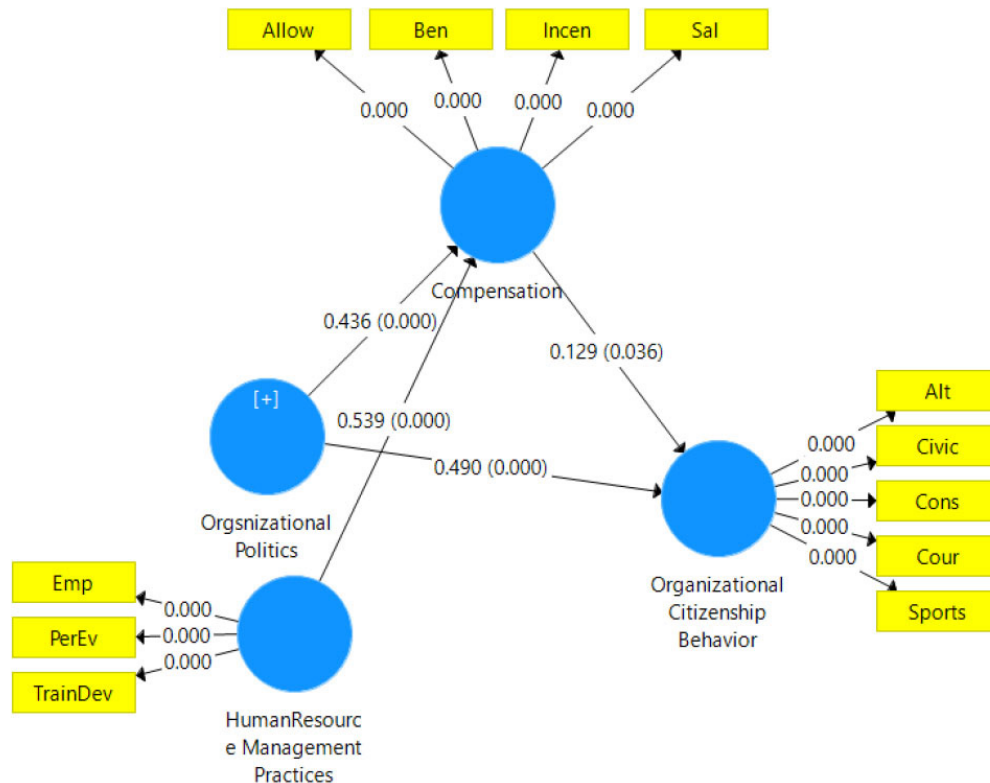 Allow
Ben
Incen
Sal
0.000
0.000
0.000
0.000
Compensation
0.436 (0.000)
0.129 (0.036)
[+]
0.539 (0.000)
0.490 (0.000)
Orgsnizational
Politics
Alt
Civic
Cons
Cour
Sports
0.000
0.000
0.000
0.000
0.000
Organizational
Citizenship
Behavior
Emp
PerEv
TrainDev
0.000
0.000
0.000
HumanResourc
e Management
Practices